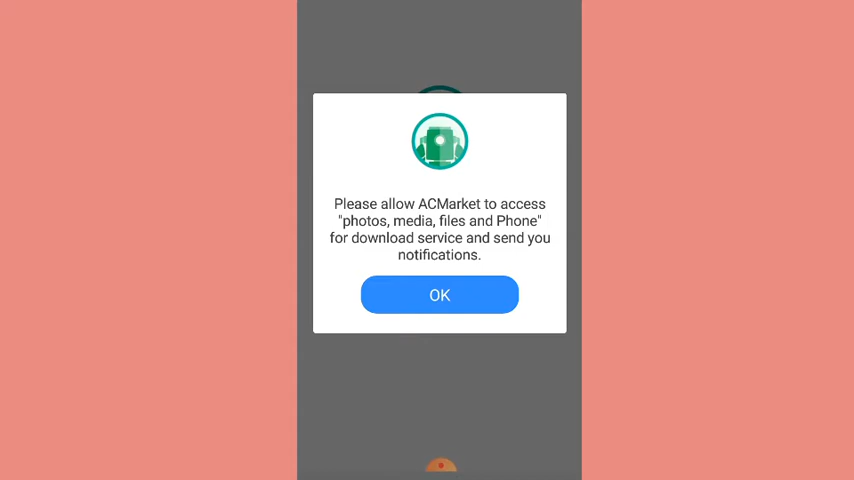 Please allow ACMarket to access
"photos, media, files and Phone"
for download service and send you
notifications.
OK